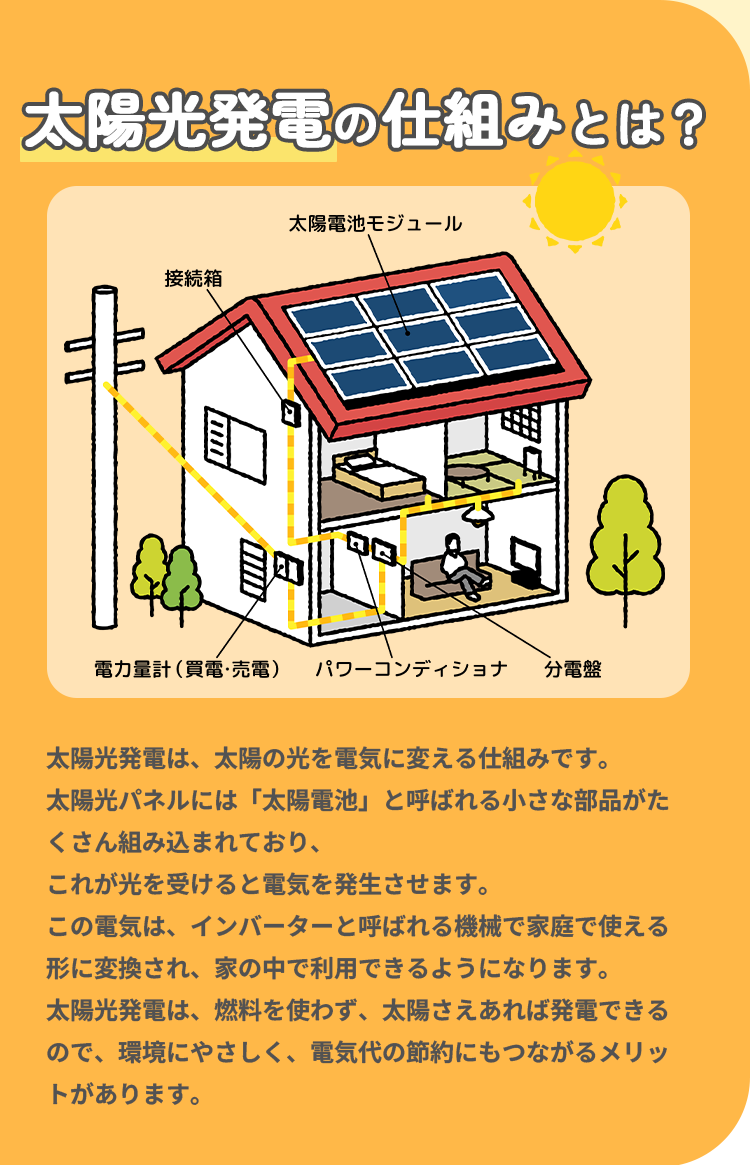 太陽光発電の仕組みとは？
太陽電池モジュール
接続箱
電力量計（買電・売電）
パワーコンディショナ
分電盤
太陽光発電は、太陽の光を電気に変える仕組みです。
太陽光パネルには「太陽電池」と呼ばれる小さな部品がた
くさん組み込まれており、
これが光を受けると電気を発生させます。
この電気は、インバーターと呼ばれる機械で家庭で使える
形に変換され、家の中で利用できるようになります。
太陽光発電は、燃料を使わず、太陽さえあれば発電できる
ので、環境にやさしく、電気代の節約にもつながるメリッ
トがあります。